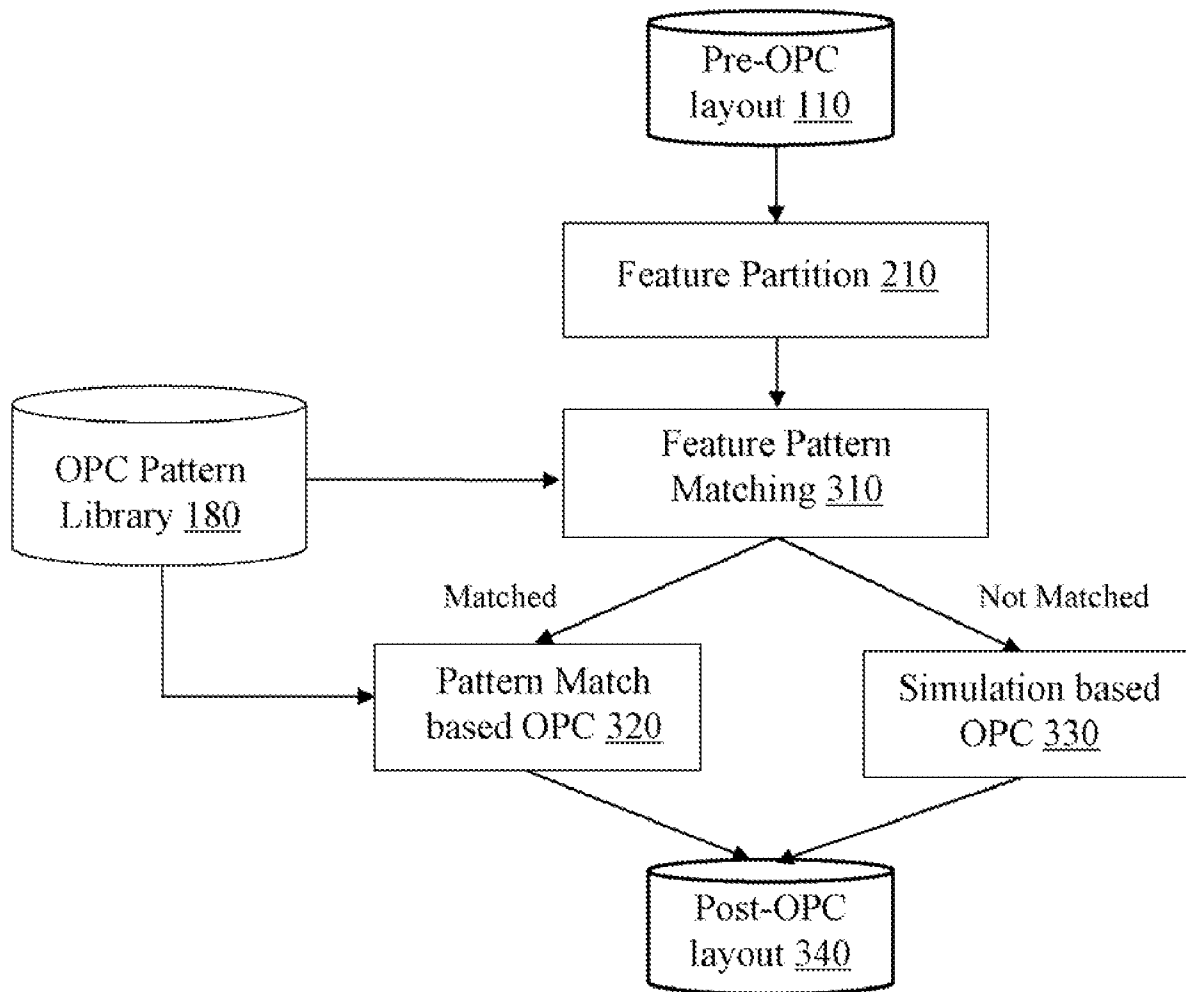 Pre-OPC
layout 110
Feature Partition 210
OPC Pattern
Library 180
Feature Pattern
Matching 310
Matched
Not Matched
Pattern Match
based OPC 320
Simulation based
OPC 330
Post-OPC
layout 340